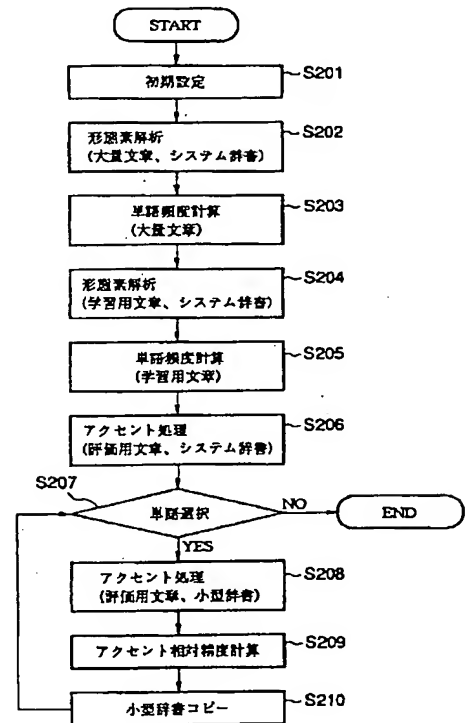 START
初期設定
S201
形態素解析
(大量文章、システム辞書)
S202
単語頻度計算
(大量文章)
S203
形態素解析
(学習用文章、システム辞書)
S204
単語頻度計算
(学習用文章)
S205
アクセント処理
(評価用文章、システム辞書)
S206
S207
単語選択
NO
END
YES
アクセント処理
(評価用文章、小型辞書)
S208
アクセント相対精度計算
S209
小型辞書コピー
S210